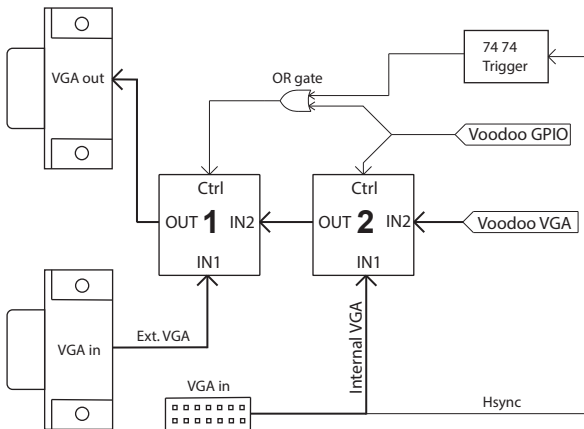 VGA out
OR gate
74 74
Trigger
Voodoo GPIO
Ctrl
OUT 1 IN2
IN1
Ctrl
OUT 2 IN2
IN1
Voodoo VGA
VGA in
Ext. VGA
Internal VGA
VGA in
Hsync